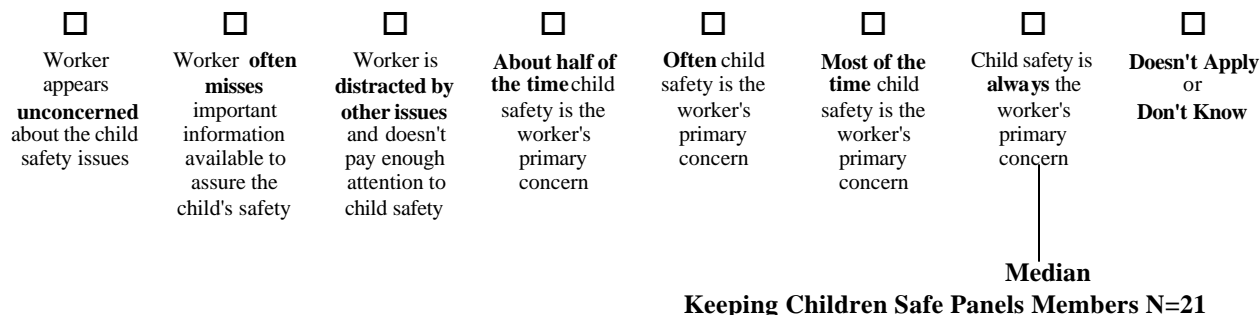 Worker
appears
unconcerned
about the child
safety issues
Worker often
misses
important
information
available to
assure the
child's safety
Worker is
distracted by
other issues
and doesn't
pay enough
attention to
child safety
About half of
the time child
safety is the
worker's
primary
concern
Often child
safety is the
worker's
primary
concern
Most of the
time child
safety is the
worker's
primary
concern
Child safety is
always the
worker's
primary
concern
Doesn't Apply
or
Don't Know
Median
Keeping Children Safe Panels Members N=21